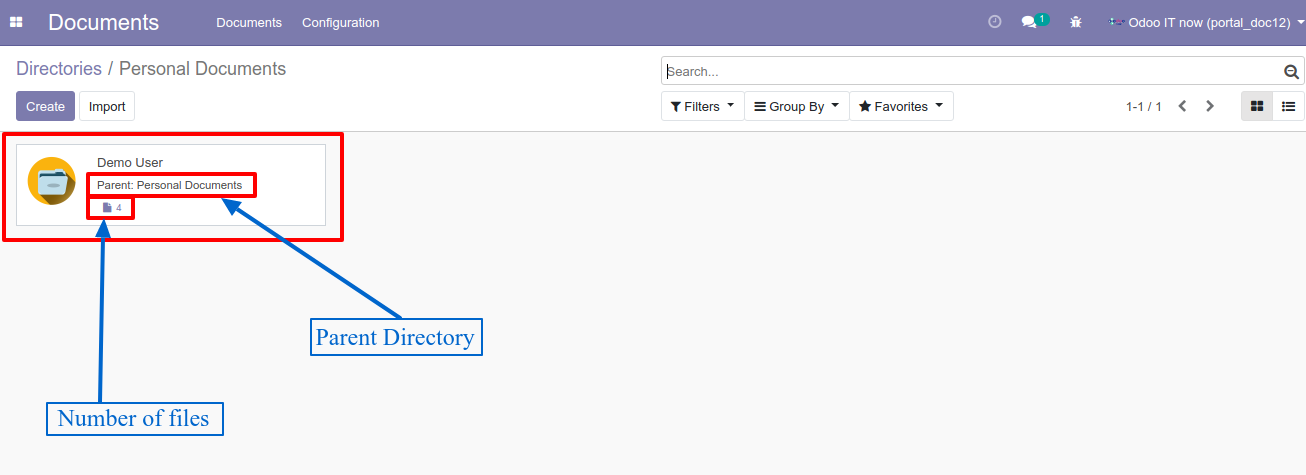 Documents Documents Configuration 1 Odoo IT now (portal_doc12)
Directories / Personal Documents Search...
Create Import Filters Group By Favorites 1-1 / 1
Demo User
Parent: Personal Documents
4
Parent Directory
Number of files